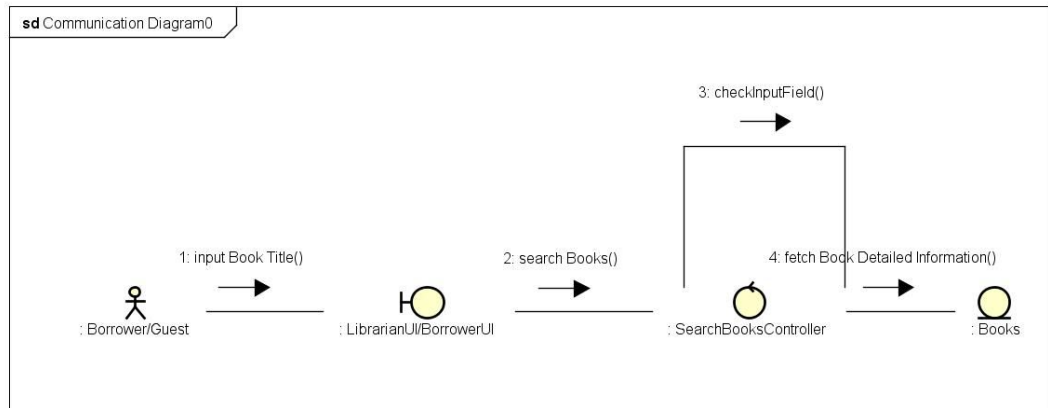 sd Communication Diagram0
3: checkInputField()
1: input Book Title()
2: search Books()
4: fetch Book Detailed Information()
: Borrower/Guest
: LibrarianUI/BorrowerUI
: SearchBooksController
: Books